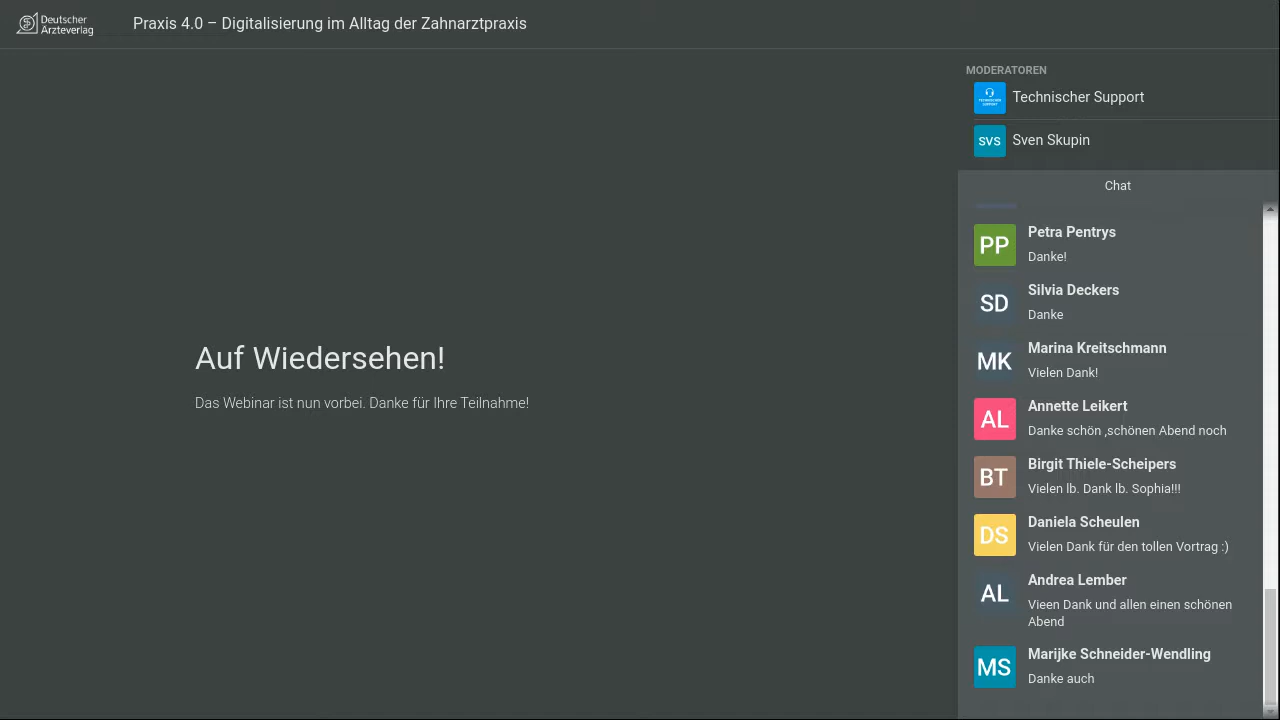 Deutscher
Ärzteverlag
Praxis 4.0 – Digitalisierung im Alltag der Zahnarztpraxis
Auf Wiedersehen!
Das Webinar ist nun vorbei. Danke für Ihre Teilnahme!
MODERATOREN
TECHNISCHER
SUPPORT
Technischer Support
SVS
Sven Skupin
Chat
PP
Petra Pentrys
Danke!
SD
Silvia Deckers
Danke
MK
Marina Kreitschmann
Vielen Dank!
AL
Annette Leikert
Danke schön ,schönen Abend noch
BT
Birgit Thiele-Scheipers
Vielen lb. Dank lb. Sophia!!!
DS
Daniela Scheulen
Vielen Dank für den tollen Vortrag :)
AL
Andrea Lember
Vieen Dank und allen einen schönen
Abend
MS
Marijke Schneider-Wendling
Danke auch